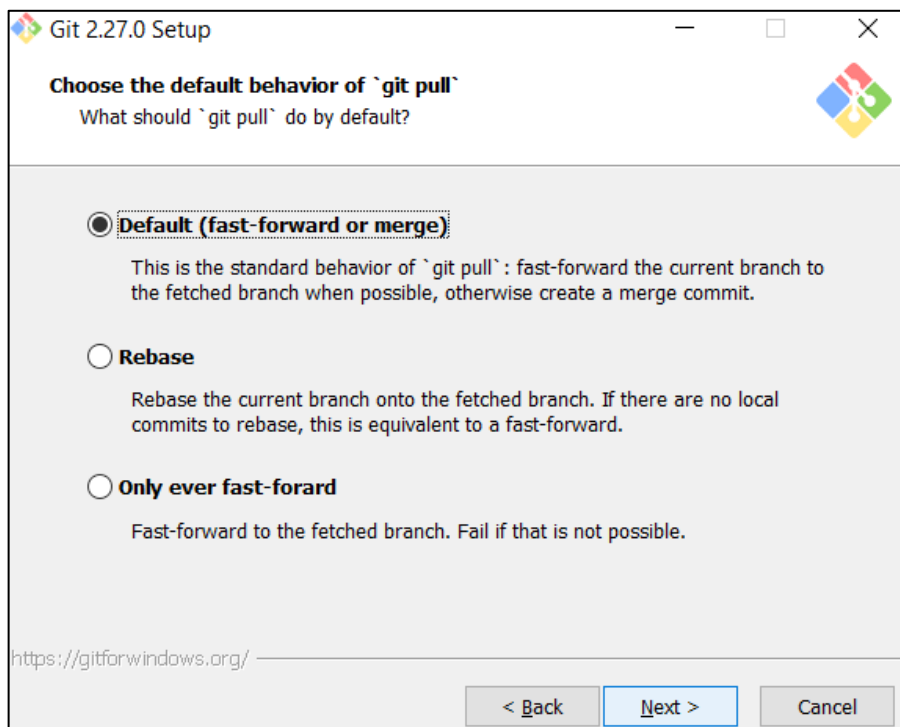 Git 2.27.0 Setup
Choose the default behavior of `git pull`
What should `git pull` do by default?
Default (fast-forward or merge)
This is the standard behavior of `git pull`: fast-forward the current branch to
the fetched branch when possible, otherwise create a merge commit.
Rebase
Rebase the current branch onto the fetched branch. If there are no local
commits to rebase, this is equivalent to a fast-forward.
Only ever fast-forard
Fast-forward to the fetched branch. Fail if that is not possible.
https://gitforwindows.org/
< Back
Next >
Cancel